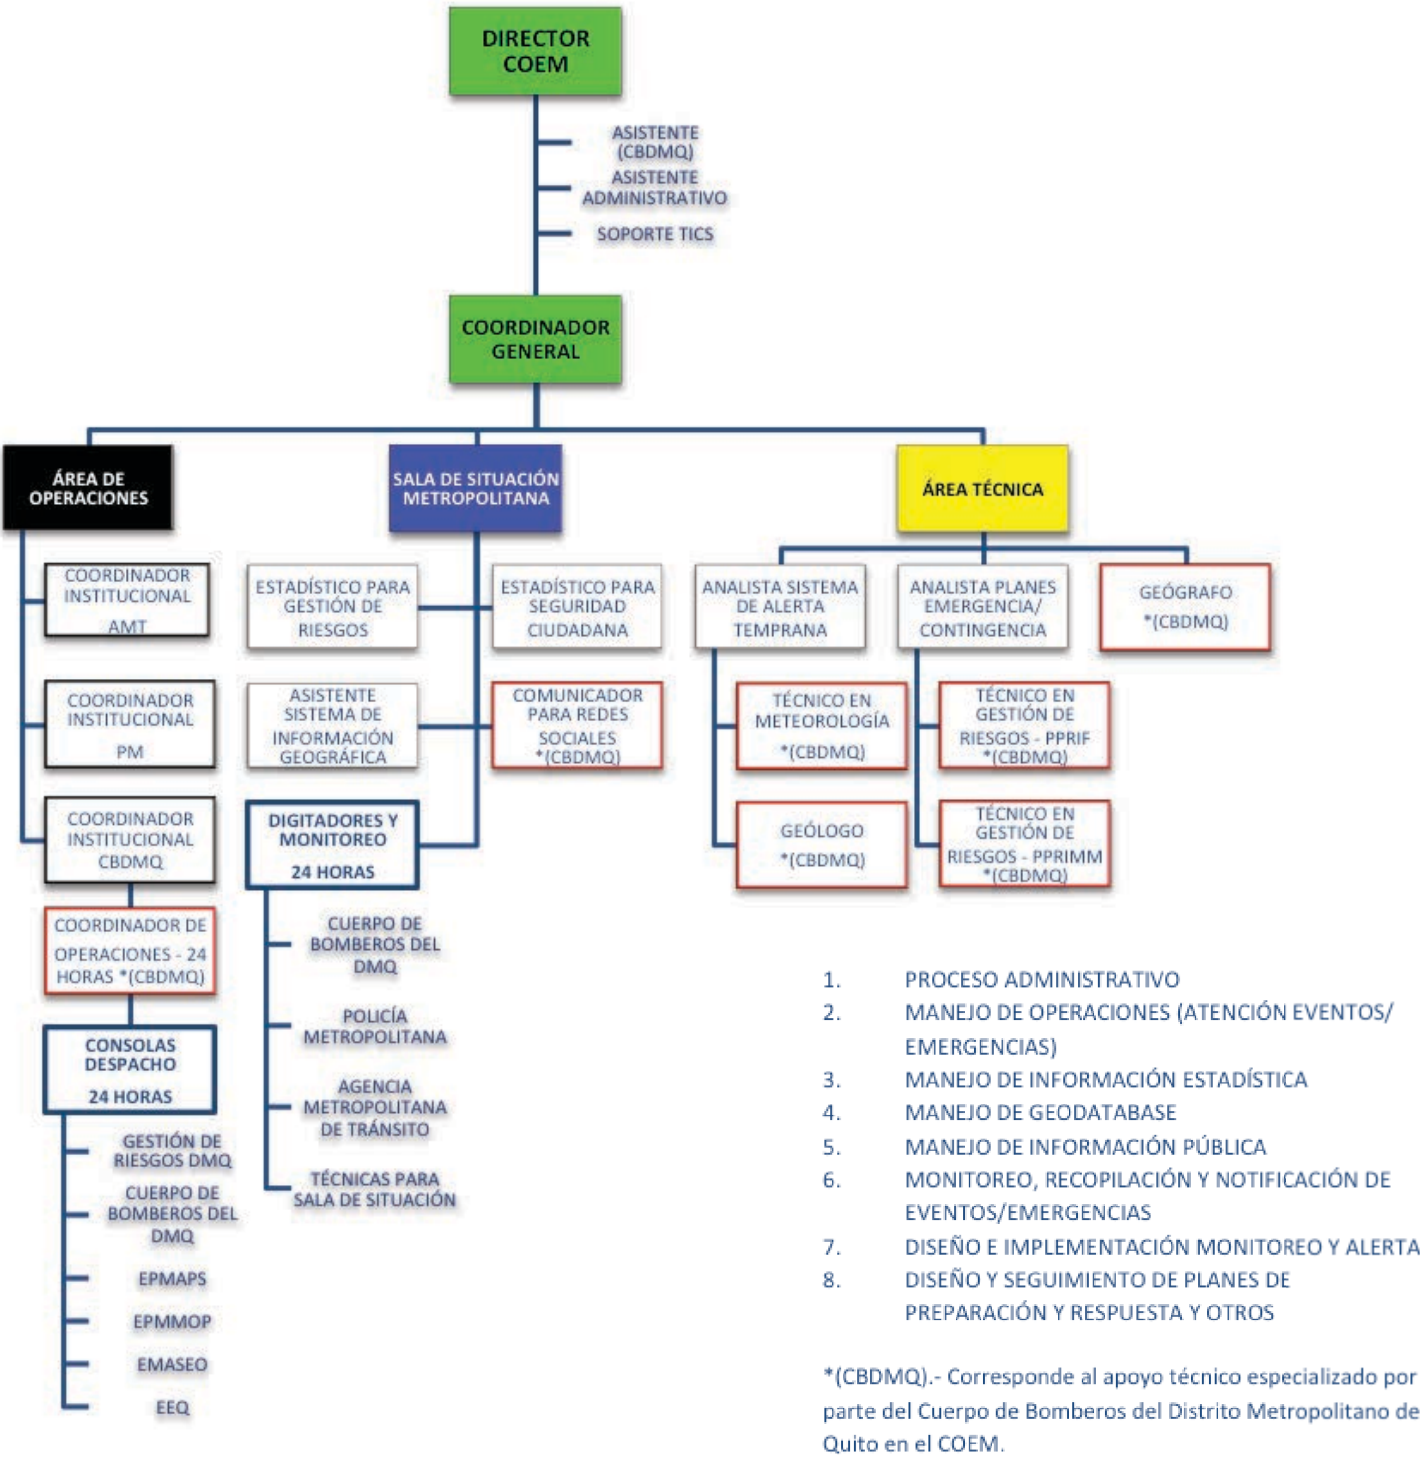 DIRECTOR
COEM
ASISTENTE
(CBDMQ)
ASISTENTE
ADMINISTRATIVO
SOPORTE TICS
COORDINADOR
GENERAL
ÁREA DE
OPERACIONES
COORDINADOR
INSTITUCIONAL
AMT
COORDINADOR
INSTITUCIONAL
PM
COORDINADOR
INSTITUCIONAL
CBDMQ
COORDINADOR DE
OPERACIONES - 24
HORAS *(CBDMQ)
CONSOLAS
DESPACHO
24 HORAS
GESTIÓN DE
RIESGOS DMQ
CUERPO DE
BOMBEROS DEL
DMQ
EPMAPS
EPMMOP
EMASEO
EEQ
SALA DE SITUACIÓN
METROPOLITANA
ESTADÍSTICO PARA
GESTIÓN DE
RIESGOS
ESTADÍSTICO PARA
SEGURIDAD
CIUDADANA
ASISTENTE
SISTEMA DE
INFORMACIÓN
GEOGRÁFICA
COMUNICADOR
PARA REDES
SOCIALES
*(CBDMQ)
DIGITADORES Y
MONITOREO
24 HORAS
CUERPO DE
BOMBEROS DEL
DMQ
POLICÍA
METROPOLITANA
AGENCIA
METROPOLITANA
DE TRÁNSITO
TÉCNICAS PARA
SALA DE SITUACIÓN
ÁREA TÉCNICA
ANALISTA SISTEMA
DE ALERTA
TEMPRANA
TÉCNICO EN
METEOROLOGÍA
*(CBDMQ)
GEÓLOGO
*(CBDMQ)
ANALISTA PLANES
EMERGENCIA/
CONTINGENCIA
TÉCNICO EN
GESTIÓN DE
RIESGOS - PPRIF
*(CBDMQ)
TÉCNICO EN
GESTIÓN DE
RIESGOS - PPRIMM
*(CBDMQ)
GEÓGRAFO
*(CBDMQ)
1. PROCESO ADMINISTRATIVO
2. MANEJO DE OPERACIONES (ATENCIÓN EVENTOS/
EMERGENCIAS)
3. MANEJO DE INFORMACIÓN ESTADÍSTICA
4. MANEJO DE GEODATABASE
5. MANEJO DE INFORMACIÓN PÚBLICA
6. MONITOREO, RECOPILACIÓN Y NOTIFICACIÓN DE
EVENTOS/EMERGENCIAS
7. DISEÑO E IMPLEMENTACIÓN MONITOREO Y ALERTA
8. DISEÑO Y SEGUIMIENTO DE PLANES DE
PREPARACIÓN Y RESPUESTA Y OTROS
*(CBDMQ).- Corresponde al apoyo técnico especializado por
parte del Cuerpo de Bomberos del Distrito Metropolitano de
Quito en el COEM.